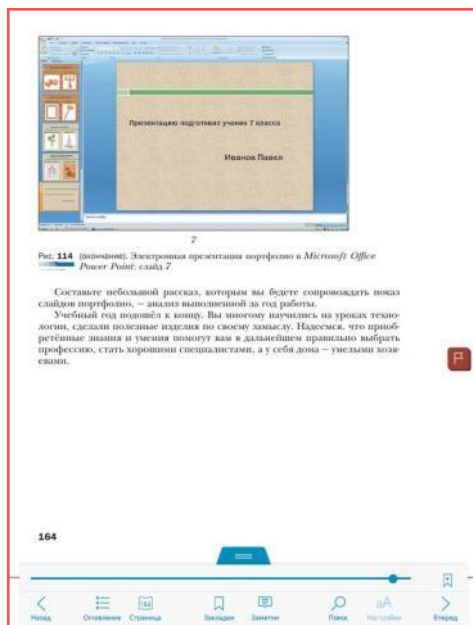 Презентацию подготовил ученик 7 класса
Иванов Павел
7
Рис. 114 (окончание). Электронная презентация портфолио в Microsoft Office
Power Point: слайд 7
Составьте небольшой рассказ, которым вы будете сопровождать показ
слайдов портфолио, — анализ выполненной за год работы.
Учебный год подошёл к концу. Вы многому научились на уроках техно-
логии, сделали полезные изделия по своему замыслу. Надеемся, что приоб-
ретённые знания и умения помогут вам в дальнейшем правильно выбрать
профессию, стать хорошими специалистами, а у себя дома — умелыми хозя-
евами.
164
Назад Оглавление Страница Закладки Заметки Поиск аА Настройки Вперед